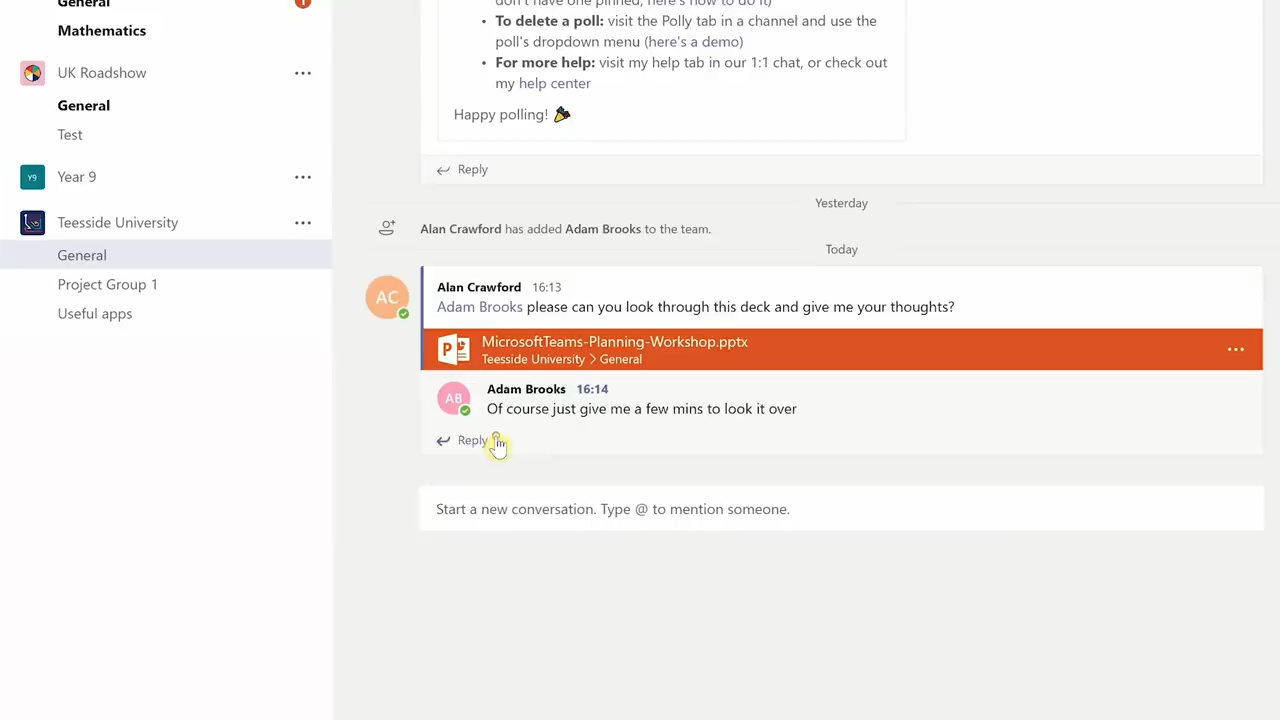 General
Mathematics
UK Roadshow
General
Test
Y9
Year 9
Teesside University
General
Project Group 1
Useful apps
don't have one pinned, here's how to do it)
• To delete a poll: visit the Polly tab in a channel and use the
poll's dropdown menu (here's a demo)
• For more help: visit my help tab in our 1:1 chat, or check out
my help center
Happy polling!
Reply
Yesterday
Alan Crawford has added Adam Brooks to the team.
Today
AC
Alan Crawford 16:13
Adam Brooks please can you look through this deck and give me your thoughts?
MicrosoftTeams-Planning-Workshop.pptx
Teesside University > General
AB
Adam Brooks 16:14
Of course just give me a few mins to look it over
Reply
Start a new conversation. Type @ to mention someone.